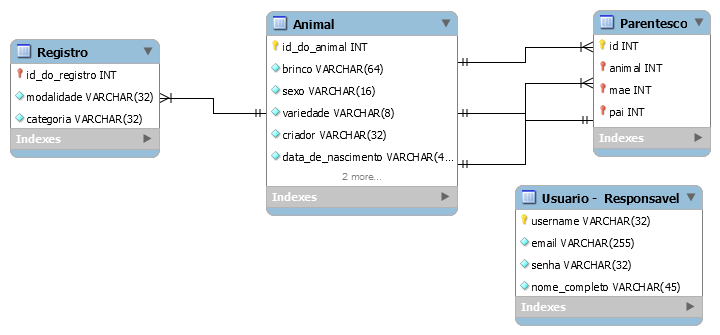 Registro
id_do_registro INT
modalidade VARCHAR(32)
categoria VARCHAR(32)
Indexes
Animal
id_do_animal INT
brinco VARCHAR(64)
sexo VARCHAR(16)
variedade VARCHAR(8)
criador VARCHAR(32)
data_de_nascimento VARCHAR(4...
2 more...
Indexes
Parentesco
id INT
animal INT
mae INT
pai INT
Indexes
Usuario - Responsavel
username VARCHAR(32)
email VARCHAR(255)
senha VARCHAR(32)
nome_completo VARCHAR(45)
Indexes